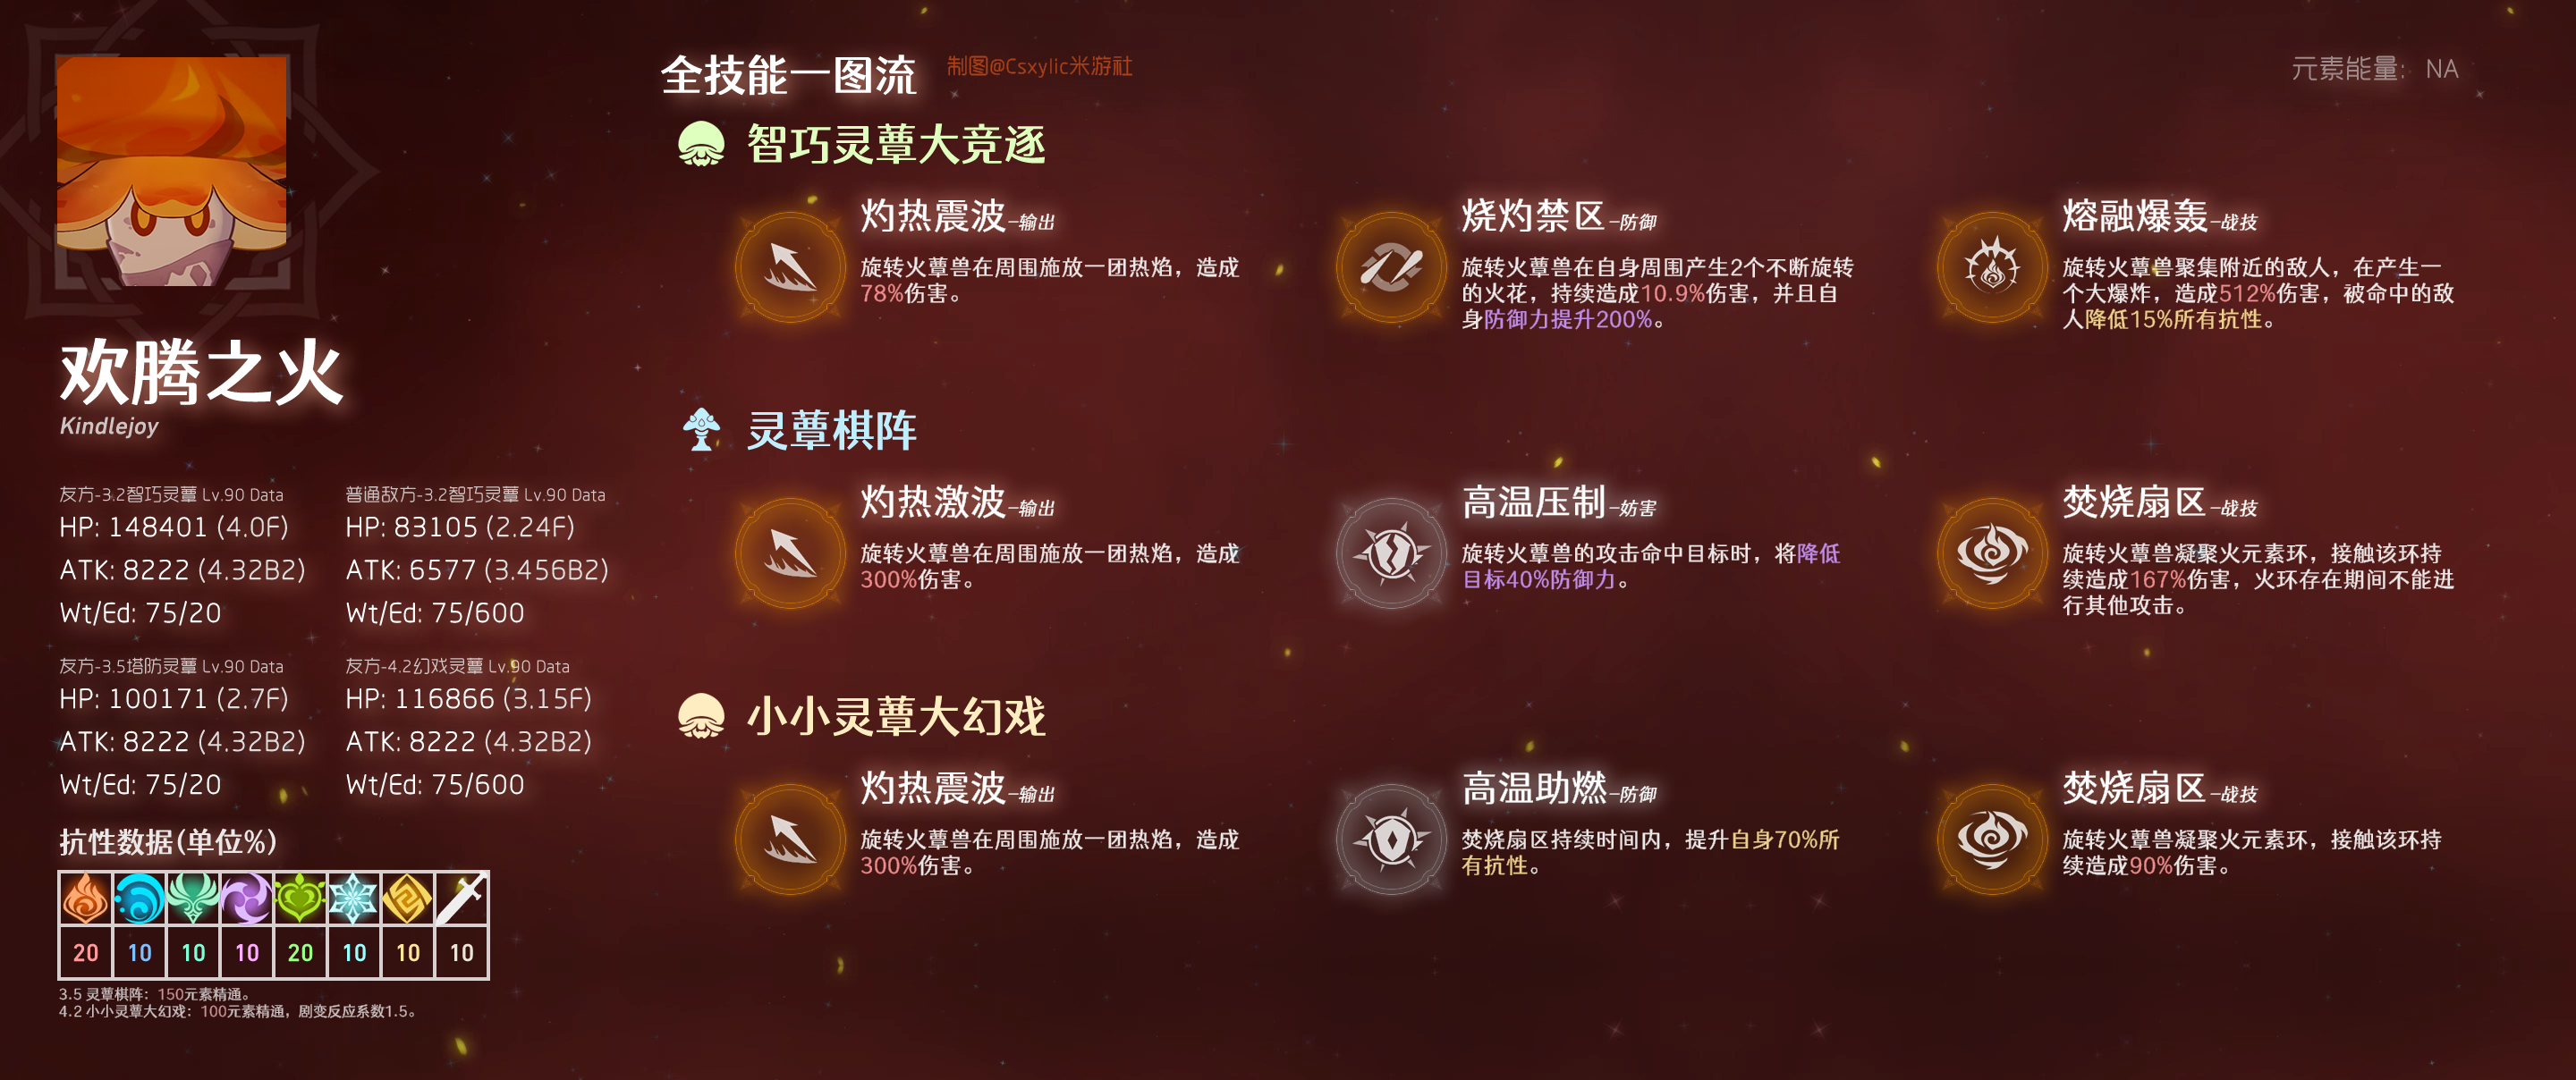 欢腾之火
Kindlejoy
友方-3.2智巧灵蕈 Lv.90 Data
HP: 148401 (4.0F)
ATK: 8222 (4.32B2)
Wt/Ed: 75/20
普通敌方-3.2智巧灵蕈 Lv.90 Data
HP: 83105 (2.24F)
ATK: 6577 (3.456B2)
Wt/Ed: 75/600
友方-3.5塔防灵蕈 Lv.90 Data
HP: 100171 (2.7F)
ATK: 8222 (4.32B2)
Wt/Ed: 75/20
友方-4.2幻戏灵蕈 Lv.90 Data
HP: 116866 (3.15F)
ATK: 8222 (4.32B2)
Wt/Ed: 75/600
抗性数据(单位%)
20 10 10 10 20 10 10 10
3.5 灵蕈棋阵：150元素精通。
4.2 小小灵蕈大幻戏：100元素精通，剧变反应系数1.5。
全技能一图流
制图@Csxylic米游社
元素能量： NA
智巧灵蕈大竞逐
灼热震波-输出
旋转火蕈兽在周围施放一团热焰，造成
78%伤害。
烧灼禁区-防御
旋转火蕈兽在自身周围产生2个不断旋转
的火花，持续造成10.9%伤害，并且自
身防御力提升200%。
熔融爆轰-战技
旋转火蕈兽聚集附近的敌人，在产生一
个大爆炸，造成512%伤害，被命中的敌
人降低15%所有抗性。
灵蕈棋阵
灼热激波-输出
旋转火蕈兽在周围施放一团热焰，造成
300%伤害。
高温压制-妨害
旋转火蕈兽的攻击命中目标时，将降低
目标40%防御力。
焚烧扇区-战技
旋转火蕈兽凝聚火元素环，接触该环持
续造成167%伤害，火环存在期间不能进
行其他攻击。
小小灵蕈大幻戏
灼热震波-输出
旋转火蕈兽在周围施放一团热焰，造成
300%伤害。
高温助燃-防御
焚烧扇区持续时间内，提升自身70%所
有抗性。
焚烧扇区-战技
旋转火蕈兽凝聚火元素环，接触该环持
续造成90%伤害。